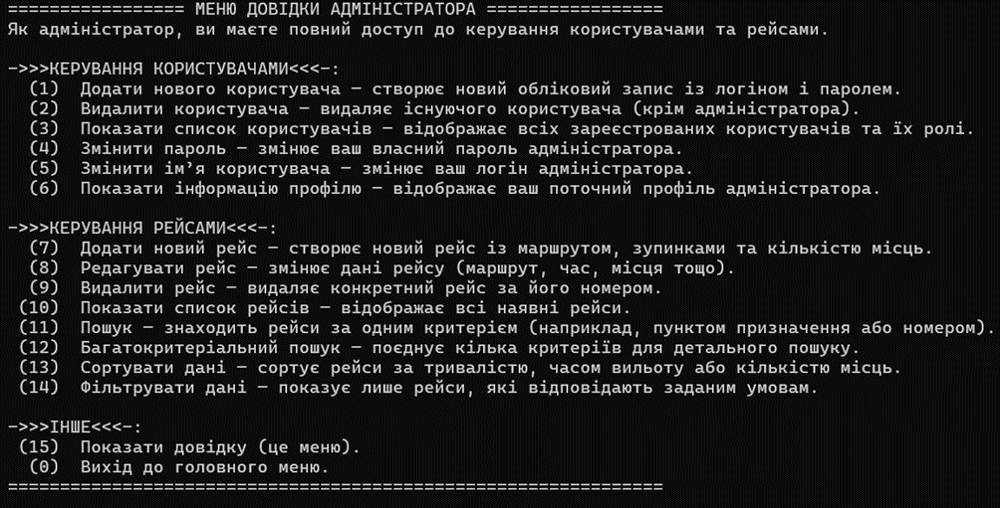 ================= МЕНЮ ДОВІДКИ АДМІНІСТРАТОРА =================
Як адміністратор, ви маєте повний доступ до керування користувачами та рейсами.

->>>КЕРУВАННЯ КОРИСТУВАЧАМИ<<<-:
  (1)  Додати нового користувача – створює новий обліковий запис із логіном і паролем.
  (2)  Видалити користувача – видаляє існуючого користувача (крім адміністратора).
  (3)  Показати список користувачів – відображає всіх зареєстрованих користувачів та їх ролі.
  (4)  Змінити пароль – змінює ваш власний пароль адміністратора.
  (5)  Змінити ім’я користувача – змінює ваш логін адміністратора.
  (6)  Показати інформацію профілю – відображає ваш поточний профіль адміністратора.

->>>КЕРУВАННЯ РЕЙСАМИ<<<-:
  (7)  Додати новий рейс – створює новий рейс із маршрутом, зупинками та кількістю місць.
  (8)  Редагувати рейс – змінює дані рейсу (маршрут, час, місця тощо).
  (9)  Видалити рейс – видаляє конкретний рейс за його номером.
 (10)  Показати список рейсів – відображає всі наявні рейси.
 (11)  Пошук – знаходить рейси за одним критерієм (наприклад, пунктом призначення або номером).
 (12)  Багатокритеріальний пошук – поєднує кілька критеріїв для детального пошуку.
 (13)  Сортувати дані – сортує рейси за тривалістю, часом вильоту або кількістю місць.
 (14)  Фільтрувати дані – показує лише рейси, які відповідають заданим умовам.

->>>ІНШЕ<<<-:
 (15)  Показати довідку (це меню).
  (0)  Вихід до головного меню.
===============================================================